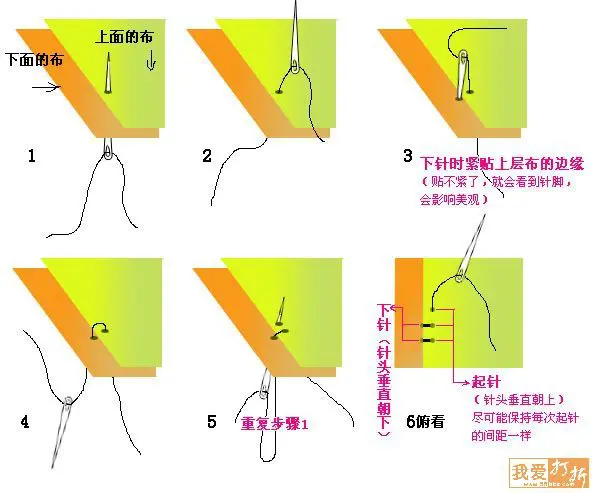 上面的布
下面的布
1
2
3
下针时紧贴上层布的边缘
（贴不紧了，就会看到针脚，
会影响美观）
4
5
重复步骤1
6俯看
下针（针头垂直朝下）
起针
（针头垂直朝上）
尽可能保持每次起针
的间距一样
我爱打折